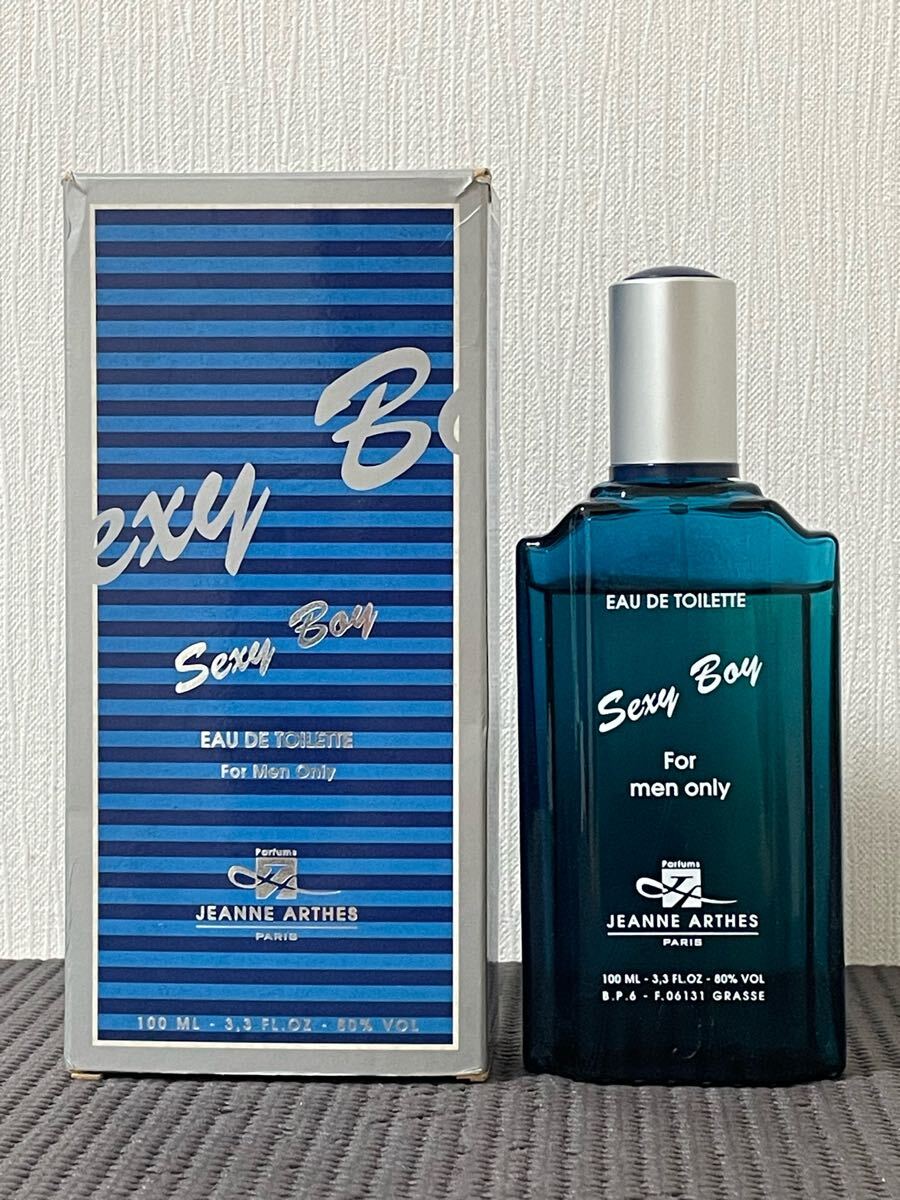 exy Bo
Sexy Boy
EAU DE TOILETTE
For Men Only
Parfums
JEANNE ARTHES
PARIS
100 ML - 3,3 FL.OZ - 80% VOL
EAU DE TOILETTE
Sexy Boy
For
men only
Parfums
JEANNE ARTHES
PARIS
100 ML - 3,3 FL.OZ - 80% VOL
B.P.6 - F.06131 GRASSE